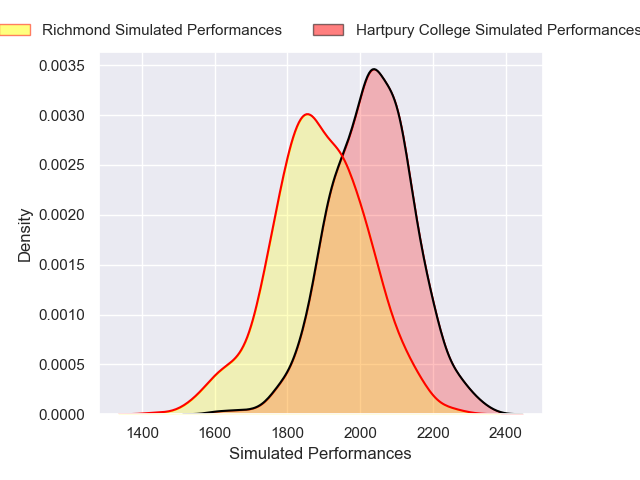 Richmond Simulated Performances
Hartpury College Simulated Performances
0.0035
0.0030
0.0025
0.0020
0.0015
0.0010
0.0005
0.0000
Density
1400 1600 1800 2000 2200 2400
Simulated Performances